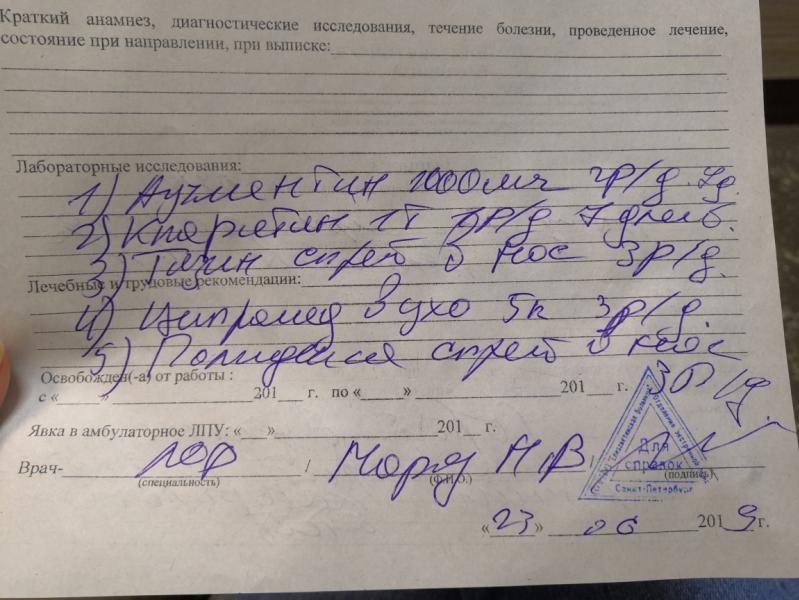 Краткий анамнез, диагностические исследования, течение болезни, проведенное лечение,
состояние при направлении, при выписке:
Лабораторные исследования:
1) Аугментин 1000мг 2р/д 7д.
2) Кларотин 1т 1р/д 7 дней.
3) Тизин спрей в нос 3р/д.
Лечебные и трудовые рекомендации:
4) Ципромед в ухо 5к 3р/д.
5) Полидекса спрей в нос
3р/д.
Освобожден(-а) от работы :
с «» 201 г. по «» 201 г.
Явка в амбулаторное ЛПУ: «» 201 г.
Врач- ЛОР / Н В /
(специальность) (Ф.И.О.) (подпись)
Для
справок
Санкт-Петербург
«23» 06 2019 г.